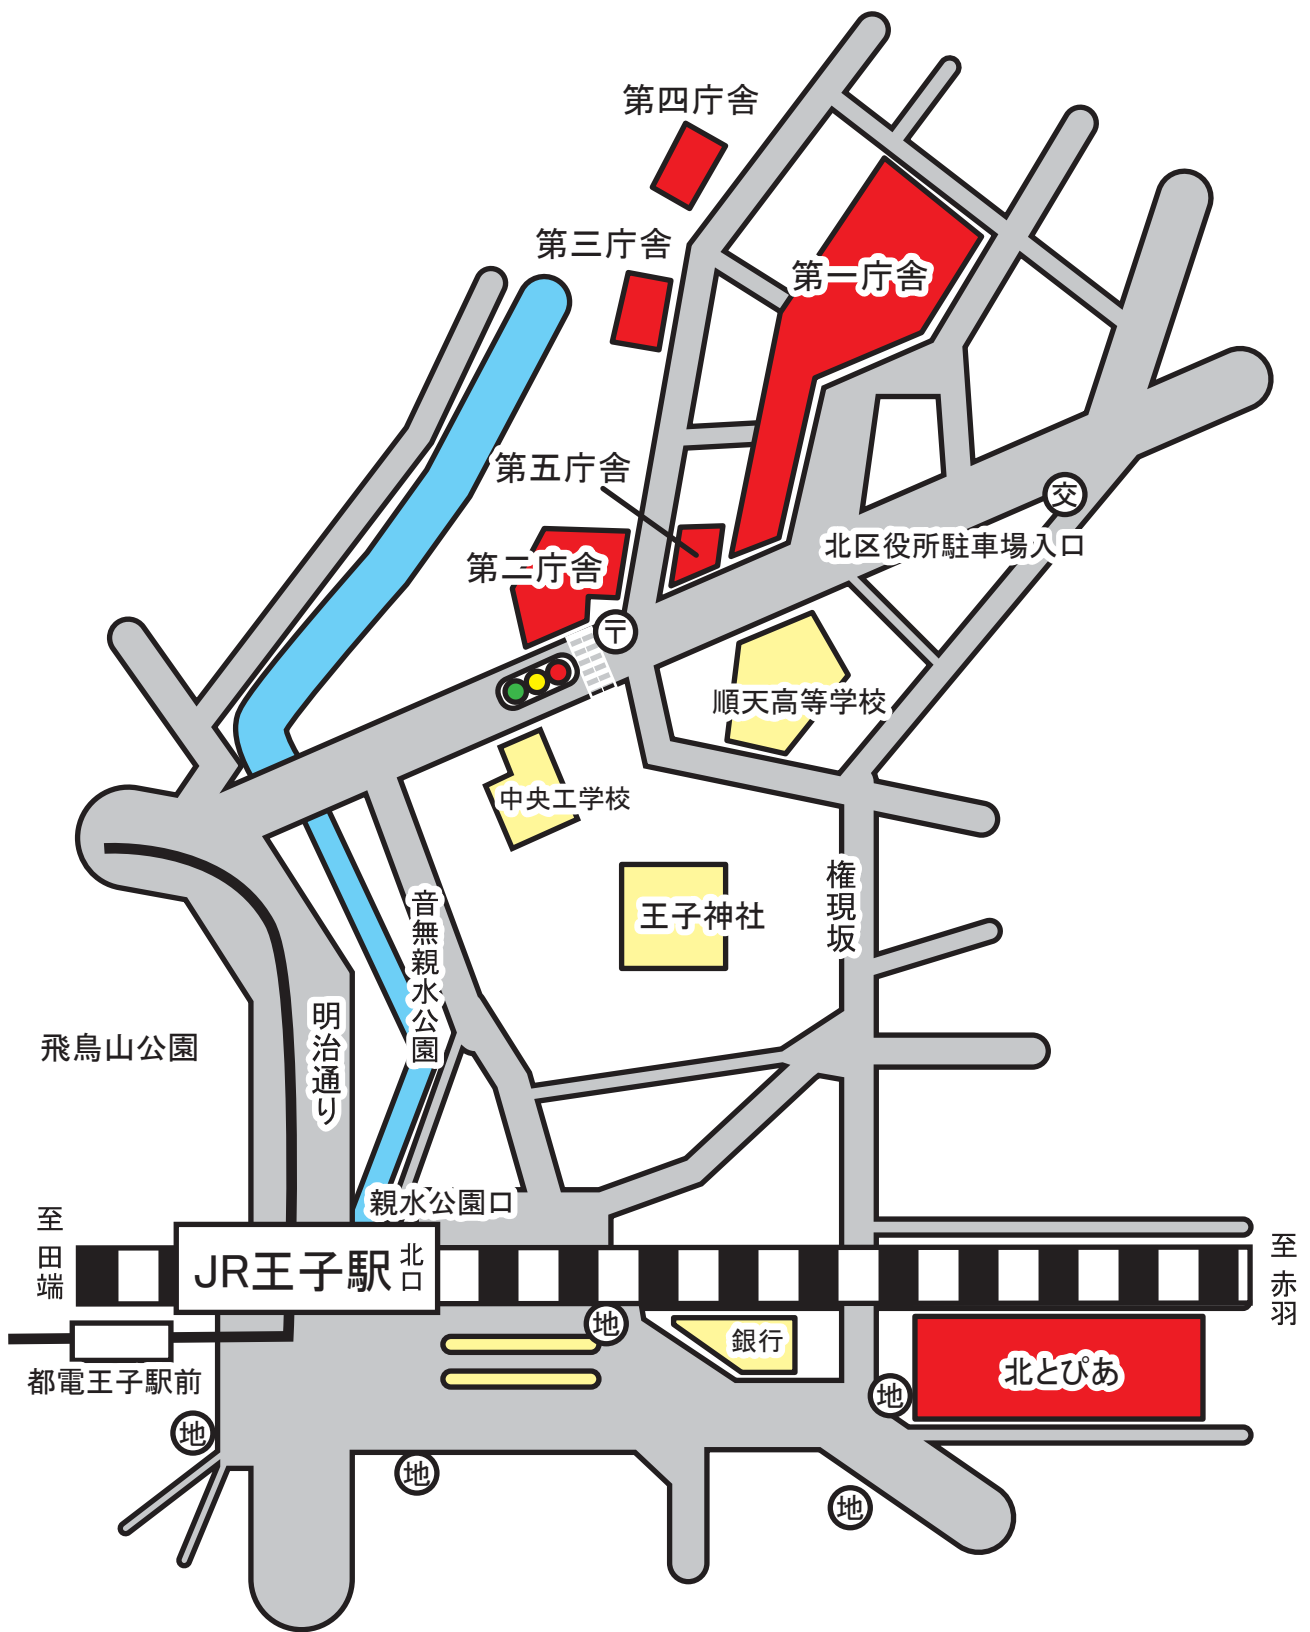 第四庁舎
第三庁舎
第一庁舎
第五庁舎
交
北区役所駐車場入口
第二庁舎
〒
順天高等学校
中央工学校
権現坂
王子神社
音無親水公園
明治通り
飛鳥山公園
親水公園口
至田端
JR王子駅
北口
至赤羽
地
銀行
北とぴあ
都電王子駅前
地
地
地
地